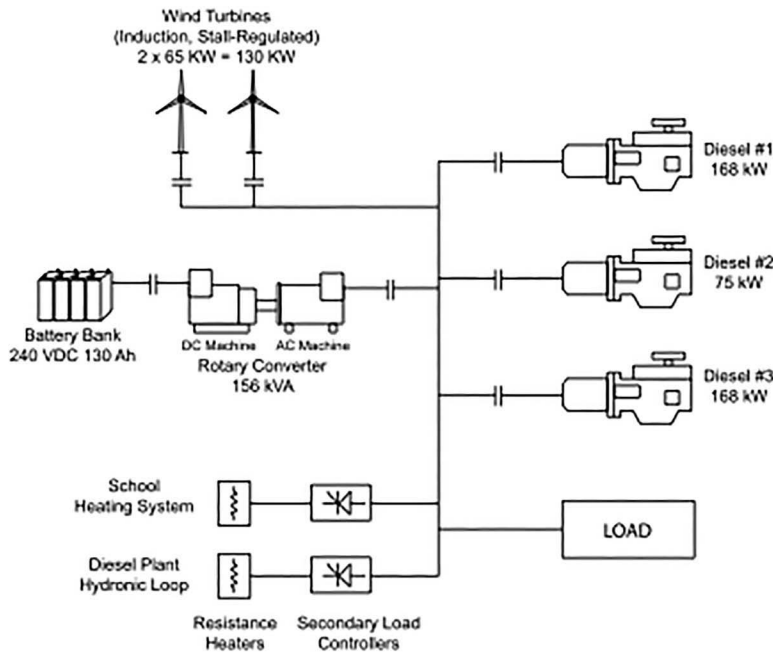 Wind Turbines
(Induction, Stall-Regulated)
2 x 65 KW = 130 KW
Diesel #1
168 kW
Diesel #2
75 kW
Battery Bank
240 VDC 130 Ah
DC Machine
AC Machine
Rotary Converter
156 kVA
Diesel #3
168 kW
School
Heating System
LOAD
Diesel Plant
Hydronic Loop
Resistance
Heaters
Secondary Load
Controllers